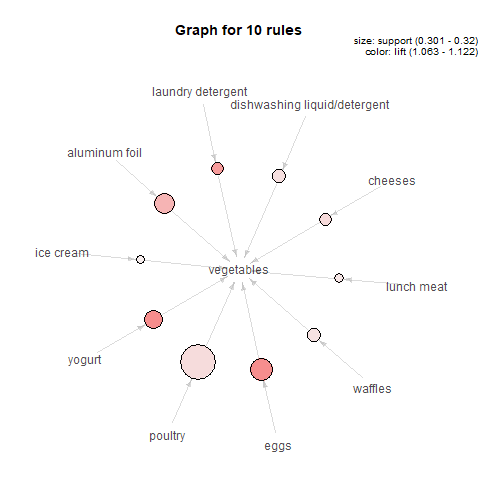 Graph for 10 rules
size: support (0.301 - 0.32)
color: lift (1.063 - 1.122)
laundry detergent
dishwashing liquid/detergent
aluminum foil
cheeses
ice cream
vegetables
lunch meat
yogurt
waffles
poultry
eggs